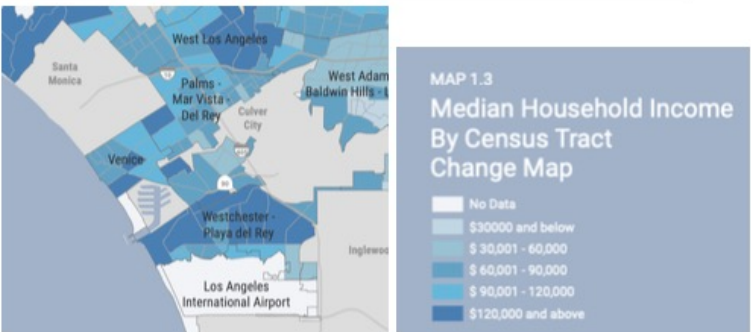 West Los Angeles
Santa
Monica
10
West Adam
Baldwin Hills - L
Palms -
Mar Vista -
Del Rey
Culver
City
Venice
90
Westchester -
Playa del Rey
Inglewoo
Los Angeles
International Airport
MAP 1.3
Median Household Income
By Census Tract
Change Map
No Data
$30000 and below
$ 30,001 - 60,000
$ 60,001 - 90,000
$ 90,001 - 120,000
$120,000 and above